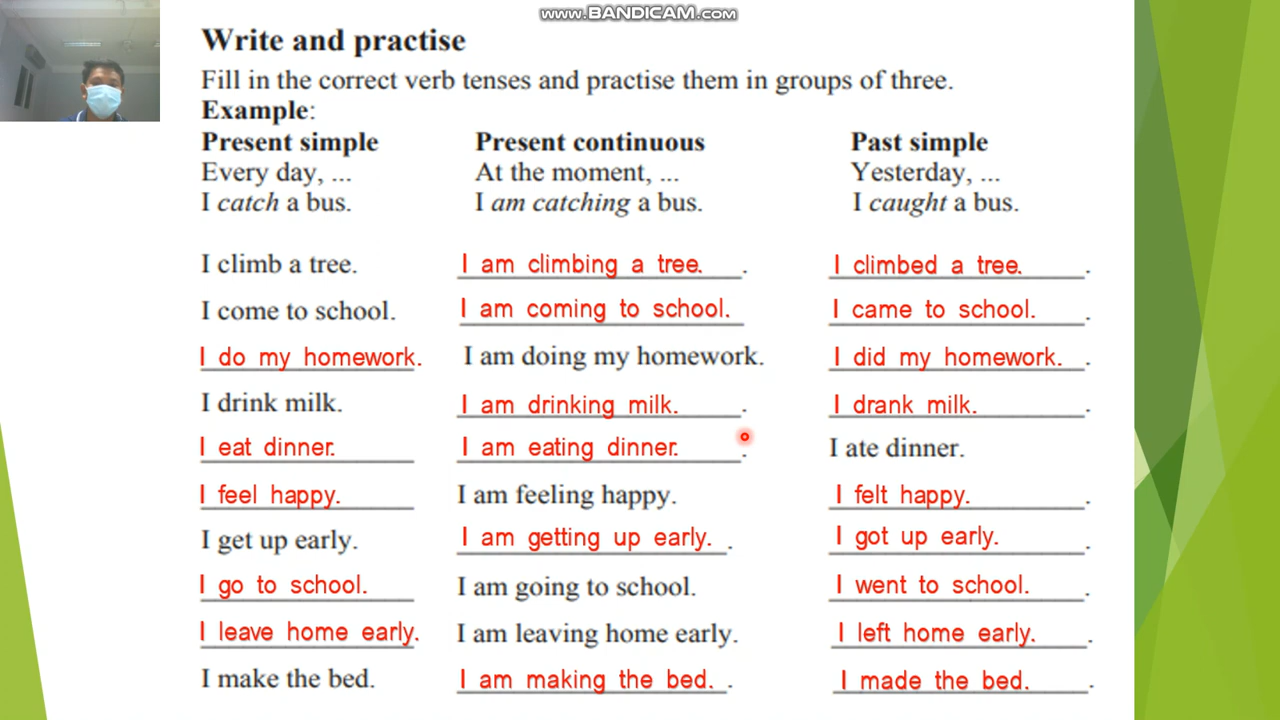 www.BANDICAM.com
Write and practise
Fill in the correct verb tenses and practise them in groups of three.
Example:
Present simple Present continuous Past simple
Every day, ... At the moment, ... Yesterday, ...
I catch a bus. I am catching a bus. I caught a bus.
I climb a tree. I am climbing a tree. . I climbed a tree. .
I come to school. I am coming to school. I came to school. .
I do my homework. I am doing my homework. I did my homework. .
I drink milk. I am drinking milk. . I drank milk. .
I eat dinner. I am eating dinner. . I ate dinner.
I feel happy. I am feeling happy. I felt happy. .
I get up early. I am getting up early. . I got up early. .
I go to school. I am going to school. I went to school. .
I leave home early. I am leaving home early. I left home early. .
I make the bed. I am making the bed. . I made the bed. .